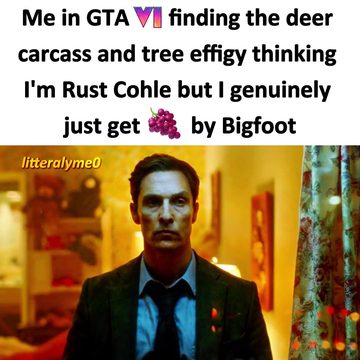 Me in GTA VI finding the deer
carcass and tree effigy thinking
I'm Rust Cohle but I genuinely
just get 🍇 by Bigfoot
litteralyme0